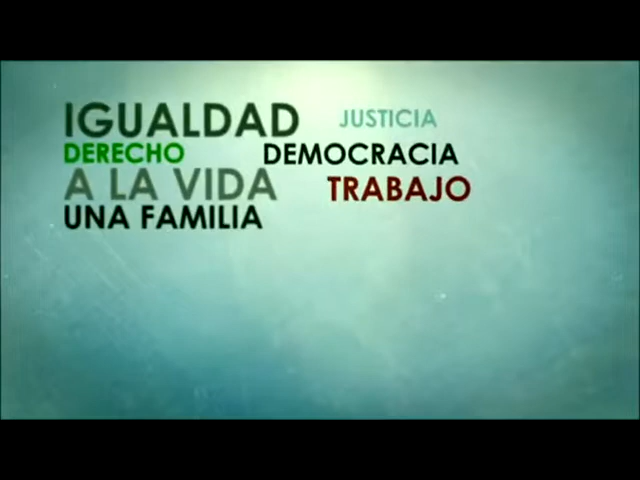 IGUALDAD JUSTICIA
DERECHO DEMOCRACIA
A LA VIDA TRABAJO
UNA FAMILIA